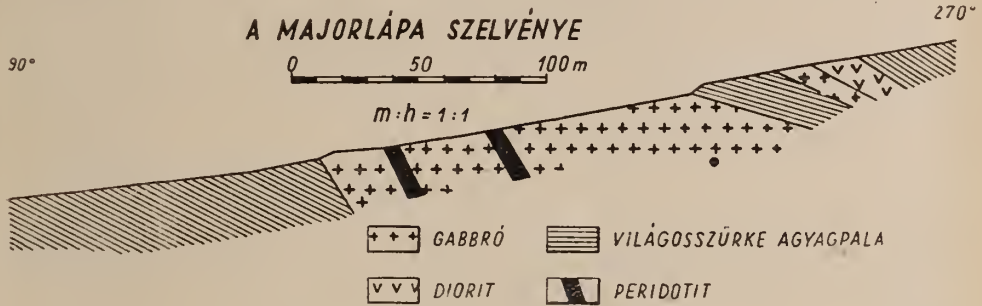 270°
A MAJORLÁPA SZELVÉNYE
90°
0 50 100 m
m:h = 1:1
GABBRÓ
VILÁGOSSZÜRKE AGYAGPALA
DIORIT
PERIDOTIT